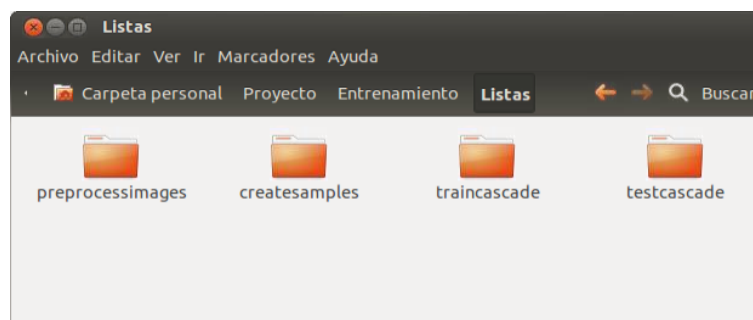 Listas
Archivo Editar Ver Ir Marcadores Ayuda
Carpeta personal Proyecto Entrenamiento Listas Buscar
preprocessimages createsamples traincascade testcascade